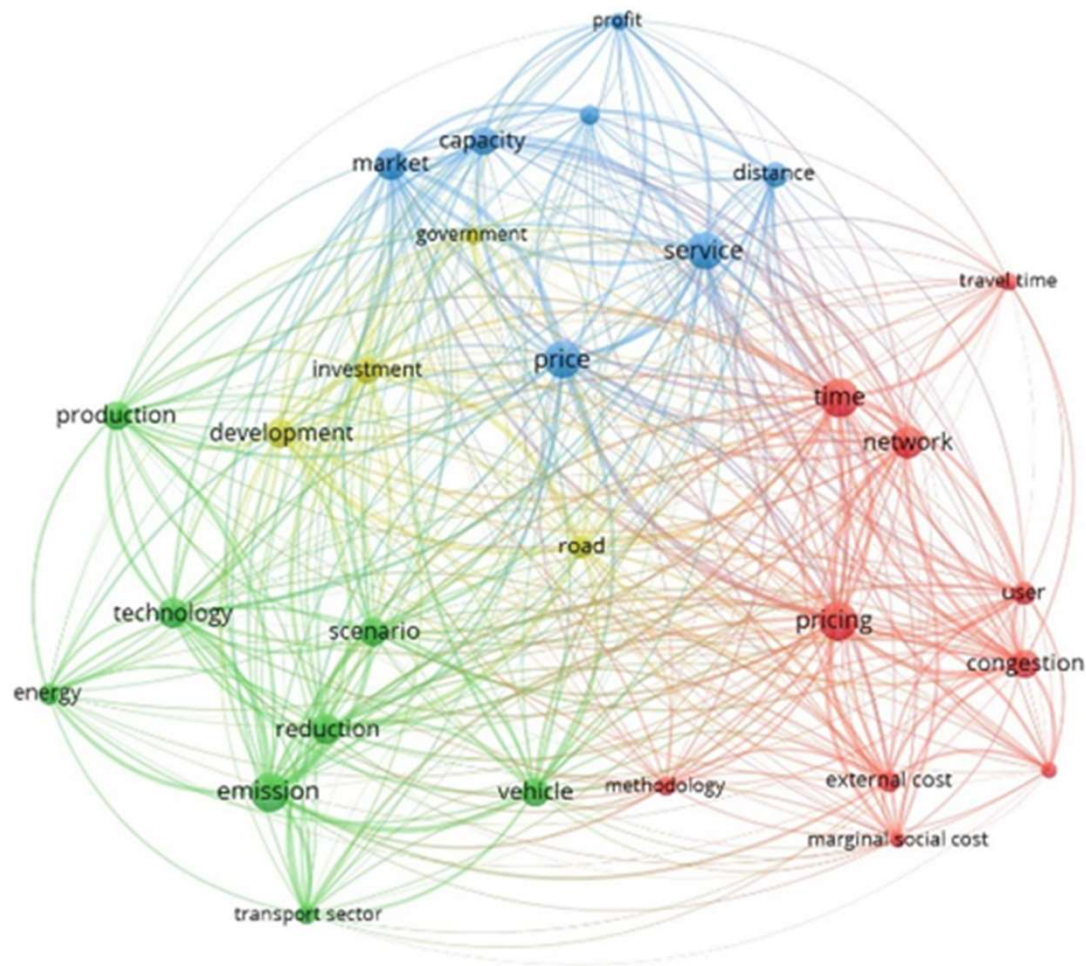 profit
capacity
market
distance
government
service
travel time
price
investment
time
production
development
network
road
user
technology
pricing
scenario
congestion
energy
reduction
external cost
methodology
emission
vehicle
marginal social cost
transport sector